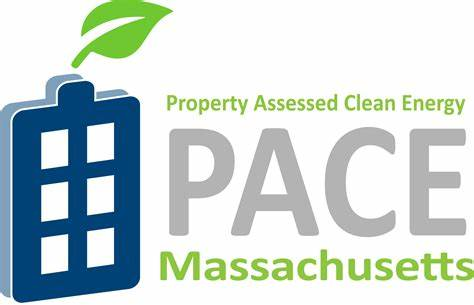 Property Assessed Clean Energy
PACE
Massachusetts